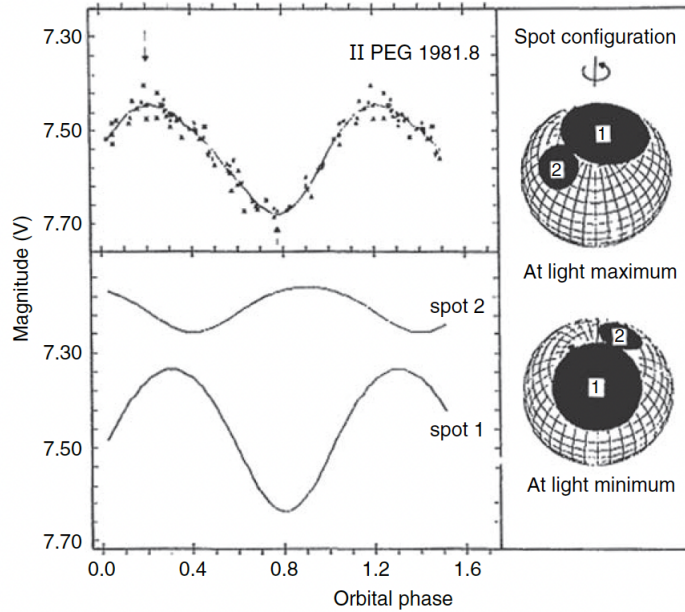 7.30
7.50
7.70
7.30
7.50
7.70
Magnitude (V)
II PEG 1981.8
spot 2
spot 1
0.0
0.4
0.8
1.2
1.6
Orbital phase
Spot configuration
1
2
At light maximum
2
1
At light minimum